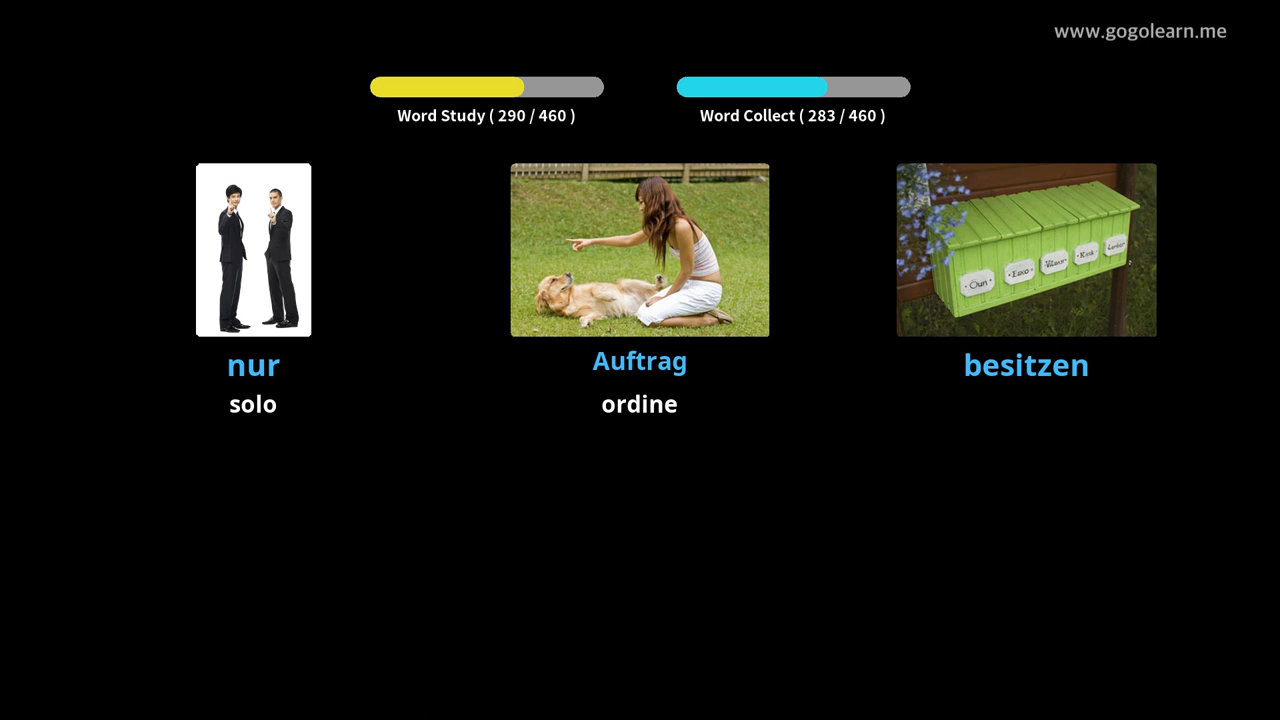 www.gogolearn.me
Word Study ( 290 / 460 )
Word Collect ( 283 / 460 )
nur
solo
Auftrag
ordine
besitzen